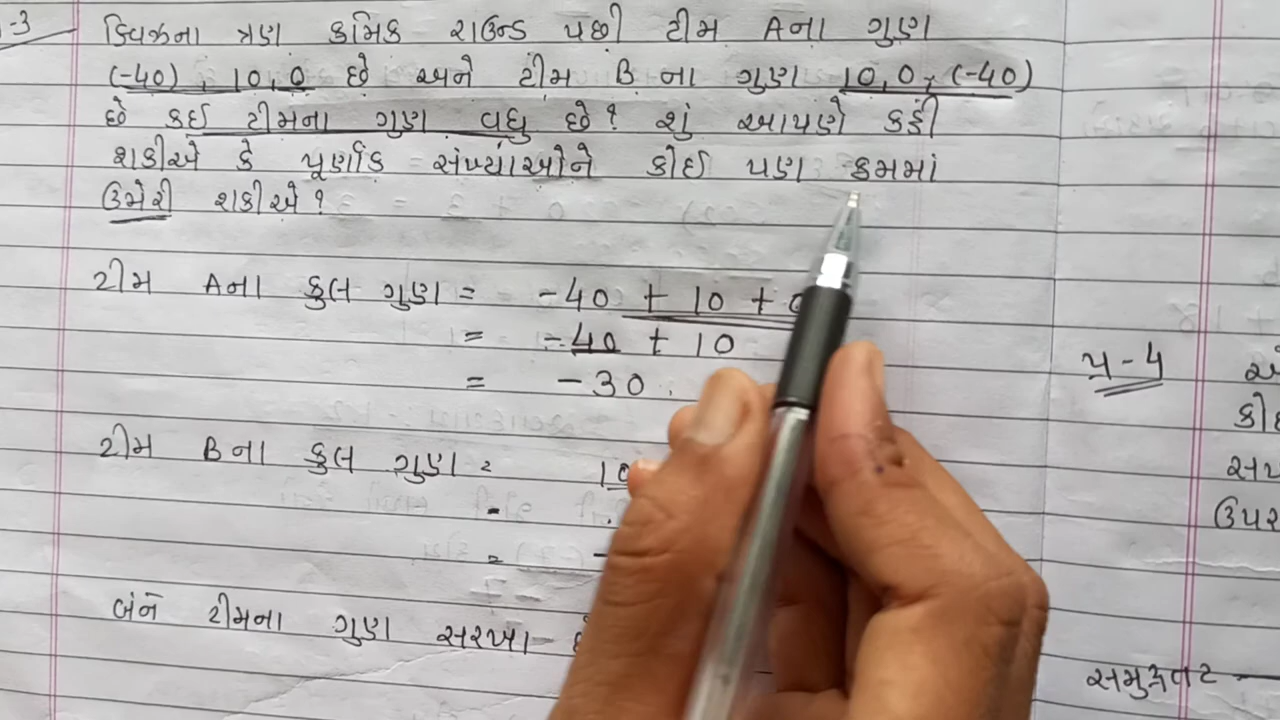 -3
ક્વિઝના ત્રણ ક્રમિક રાઉન્ડ પછી ટીમ Aના ગુણ
(-40), 10, 0 છે અને ટીમ B ના ગુણ 10, 0, (-40)
છે કઈ ટીમના ગુણ વધુ છે? શું આપણે કહી
શકીએ કે પૂર્ણાંક સંખ્યાઓને કોઈ પણ ક્રમમાં
ઉમેરી શકીએ?
ટીમ Aના કુલ ગુણ = -40 + 10 + 0
= -40 + 10
= -30.
ટીમ Bના કુલ ગુણ = 10
=
= -
બંને ટીમના ગુણ સરખા
પ્ર-4
કોઈ
ઉપર
સમુદ્રતટ